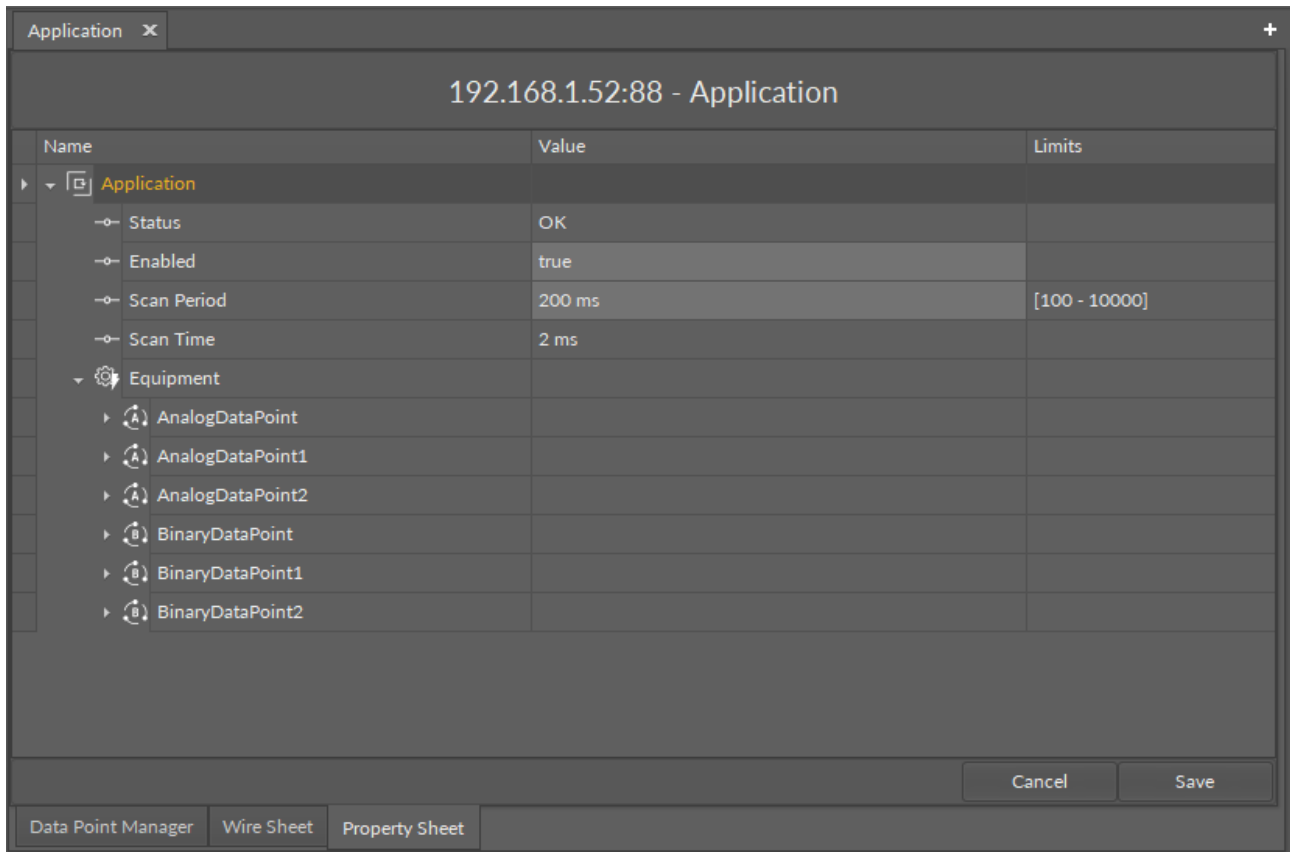 Application
192.168.1.52:88 - Application
Name Value Limits
Application
Status OK
Enabled true
Scan Period 200 ms [100 - 10000]
Scan Time 2 ms
Equipment
AnalogDataPoint
AnalogDataPoint1
AnalogDataPoint2
BinaryDataPoint
BinaryDataPoint1
BinaryDataPoint2
Cancel Save
Data Point Manager Wire Sheet Property Sheet